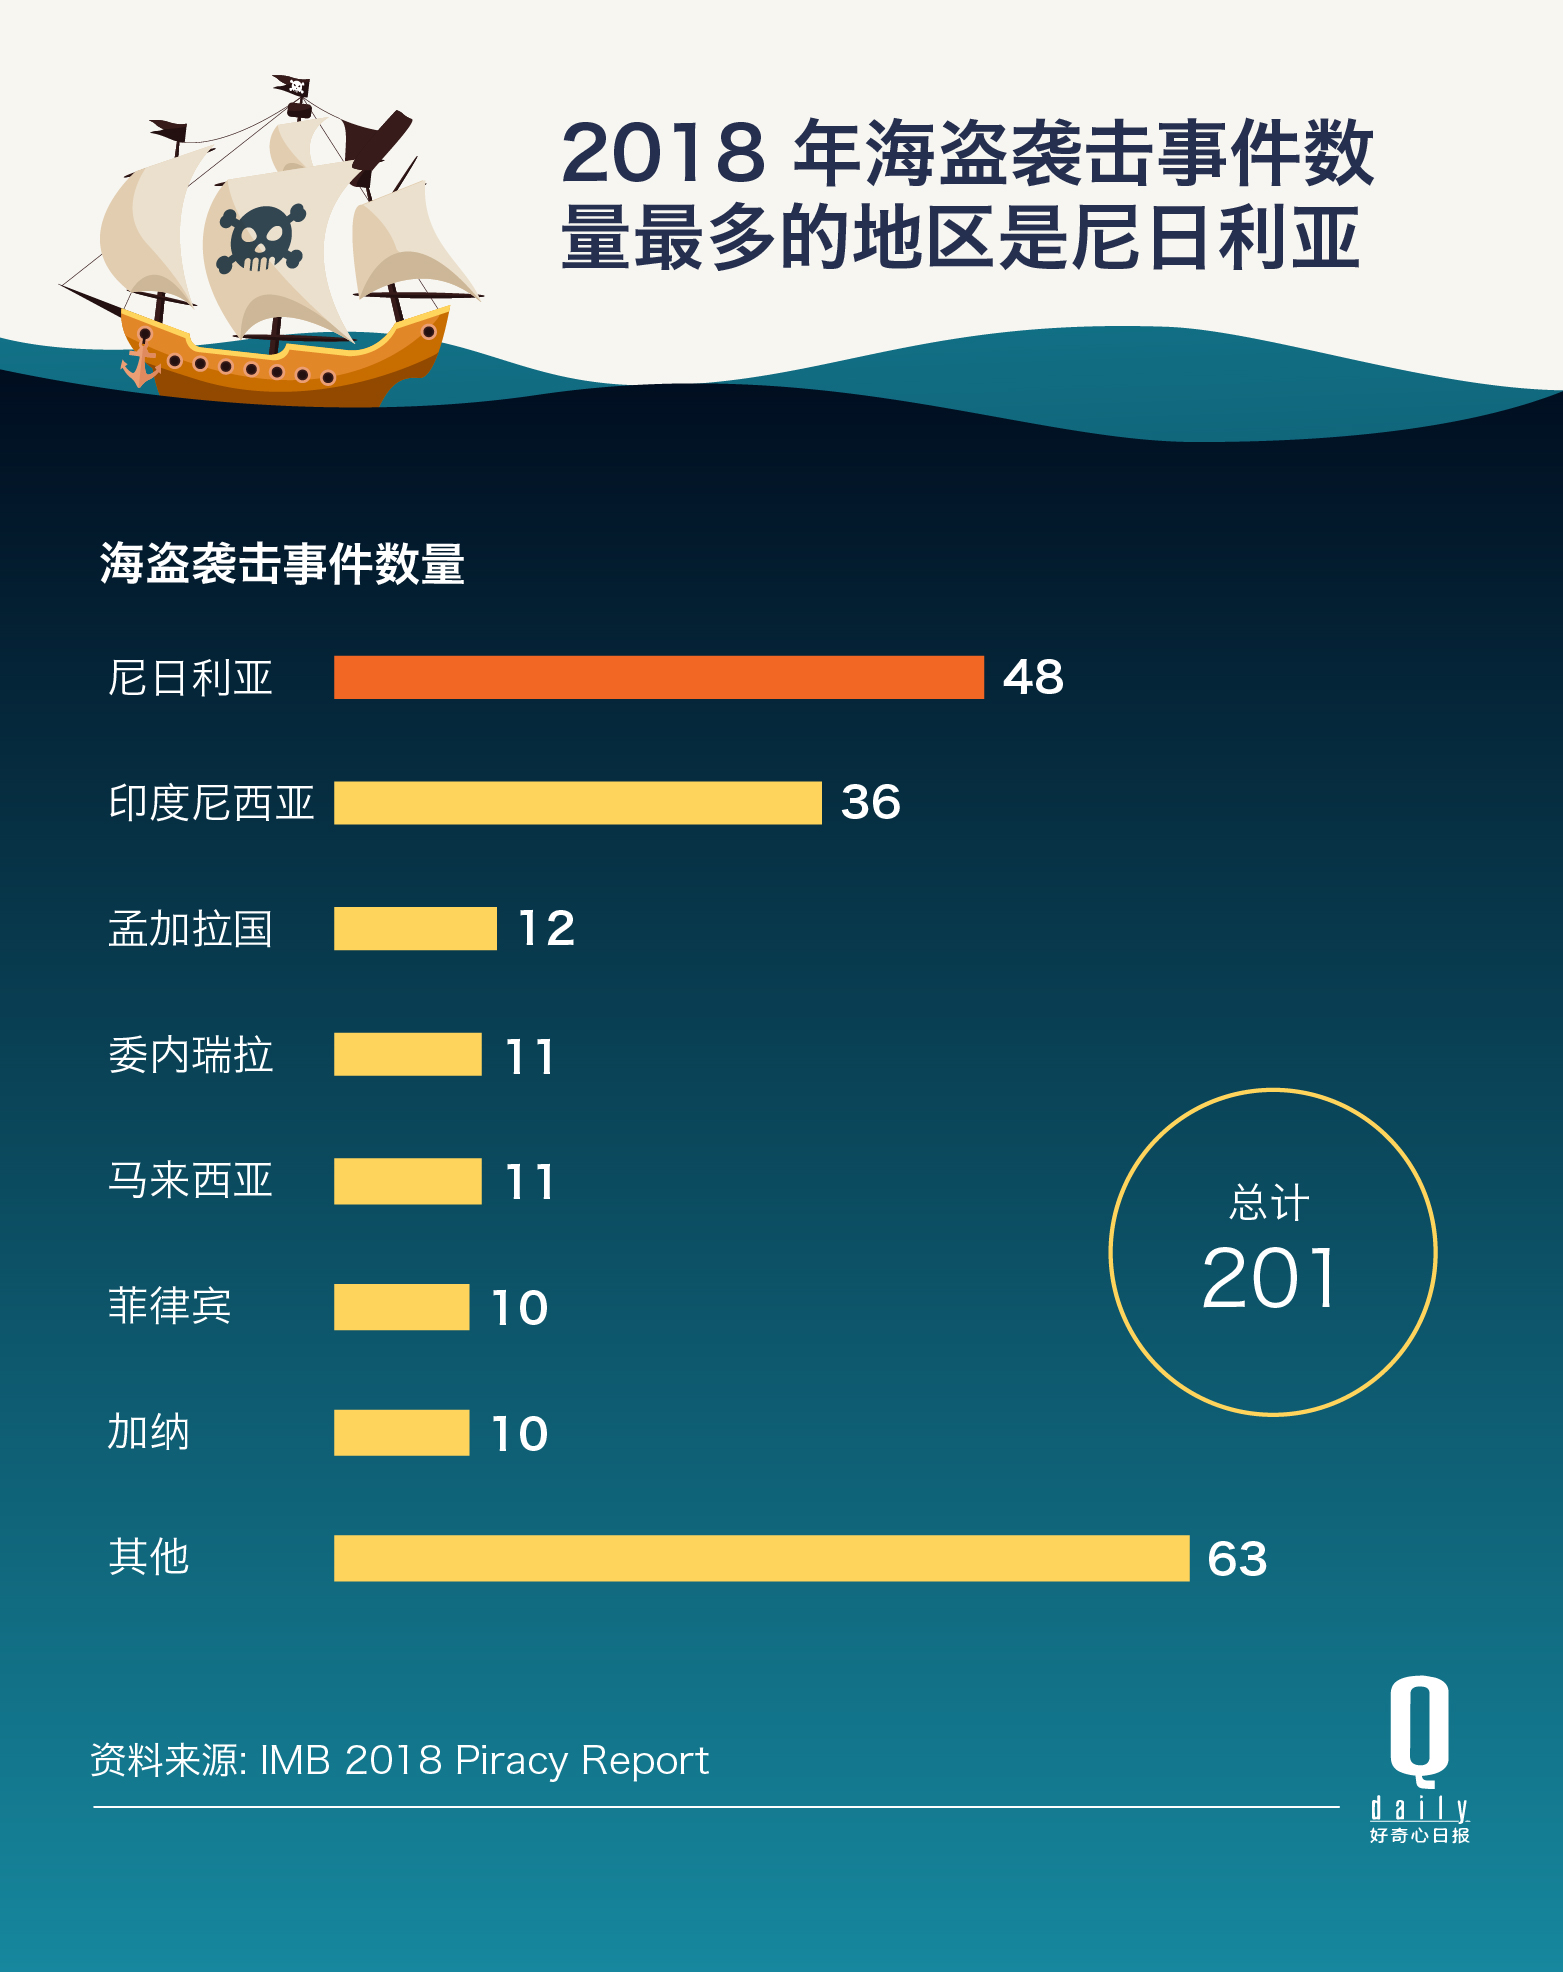 2018 年海盗袭击事件数
量最多的地区是尼日利亚
海盗袭击事件数量
尼日利亚 48
印度尼西亚 36
孟加拉国 12
委内瑞拉 11
马来西亚 11
菲律宾 10
加纳 10
其他 63
总计
201
资料来源: IMB 2018 Piracy Report
Q
daily
好奇心日报